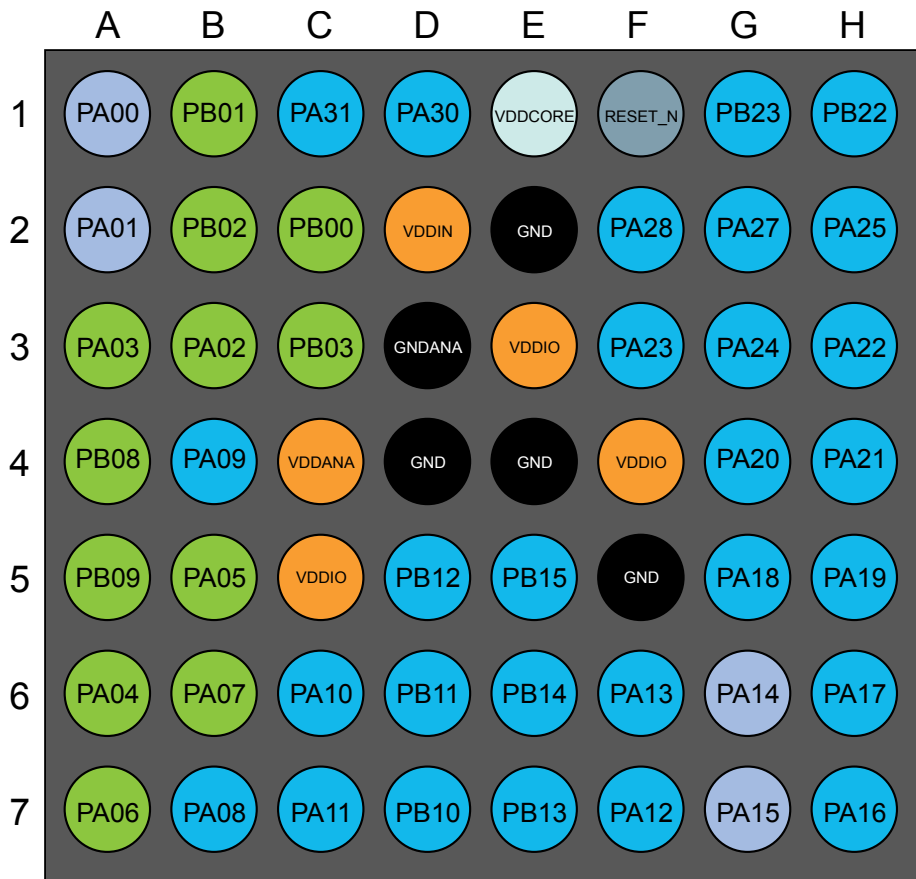 A B C D E F G H
1 PA00 PB01 PA31 PA30 VDDCORE RESET_N PB23 PB22
2 PA01 PB02 PB00 VDDIN GND PA28 PA27 PA25
3 PA03 PA02 PB03 GNDANA VDDIO PA23 PA24 PA22
4 PB08 PA09 VDDANA GND GND VDDIO PA20 PA21
5 PB09 PA05 VDDIO PB12 PB15 GND PA18 PA19
6 PA04 PA07 PA10 PB11 PB14 PA13 PA14 PA17
7 PA06 PA08 PA11 PB10 PB13 PA12 PA15 PA16